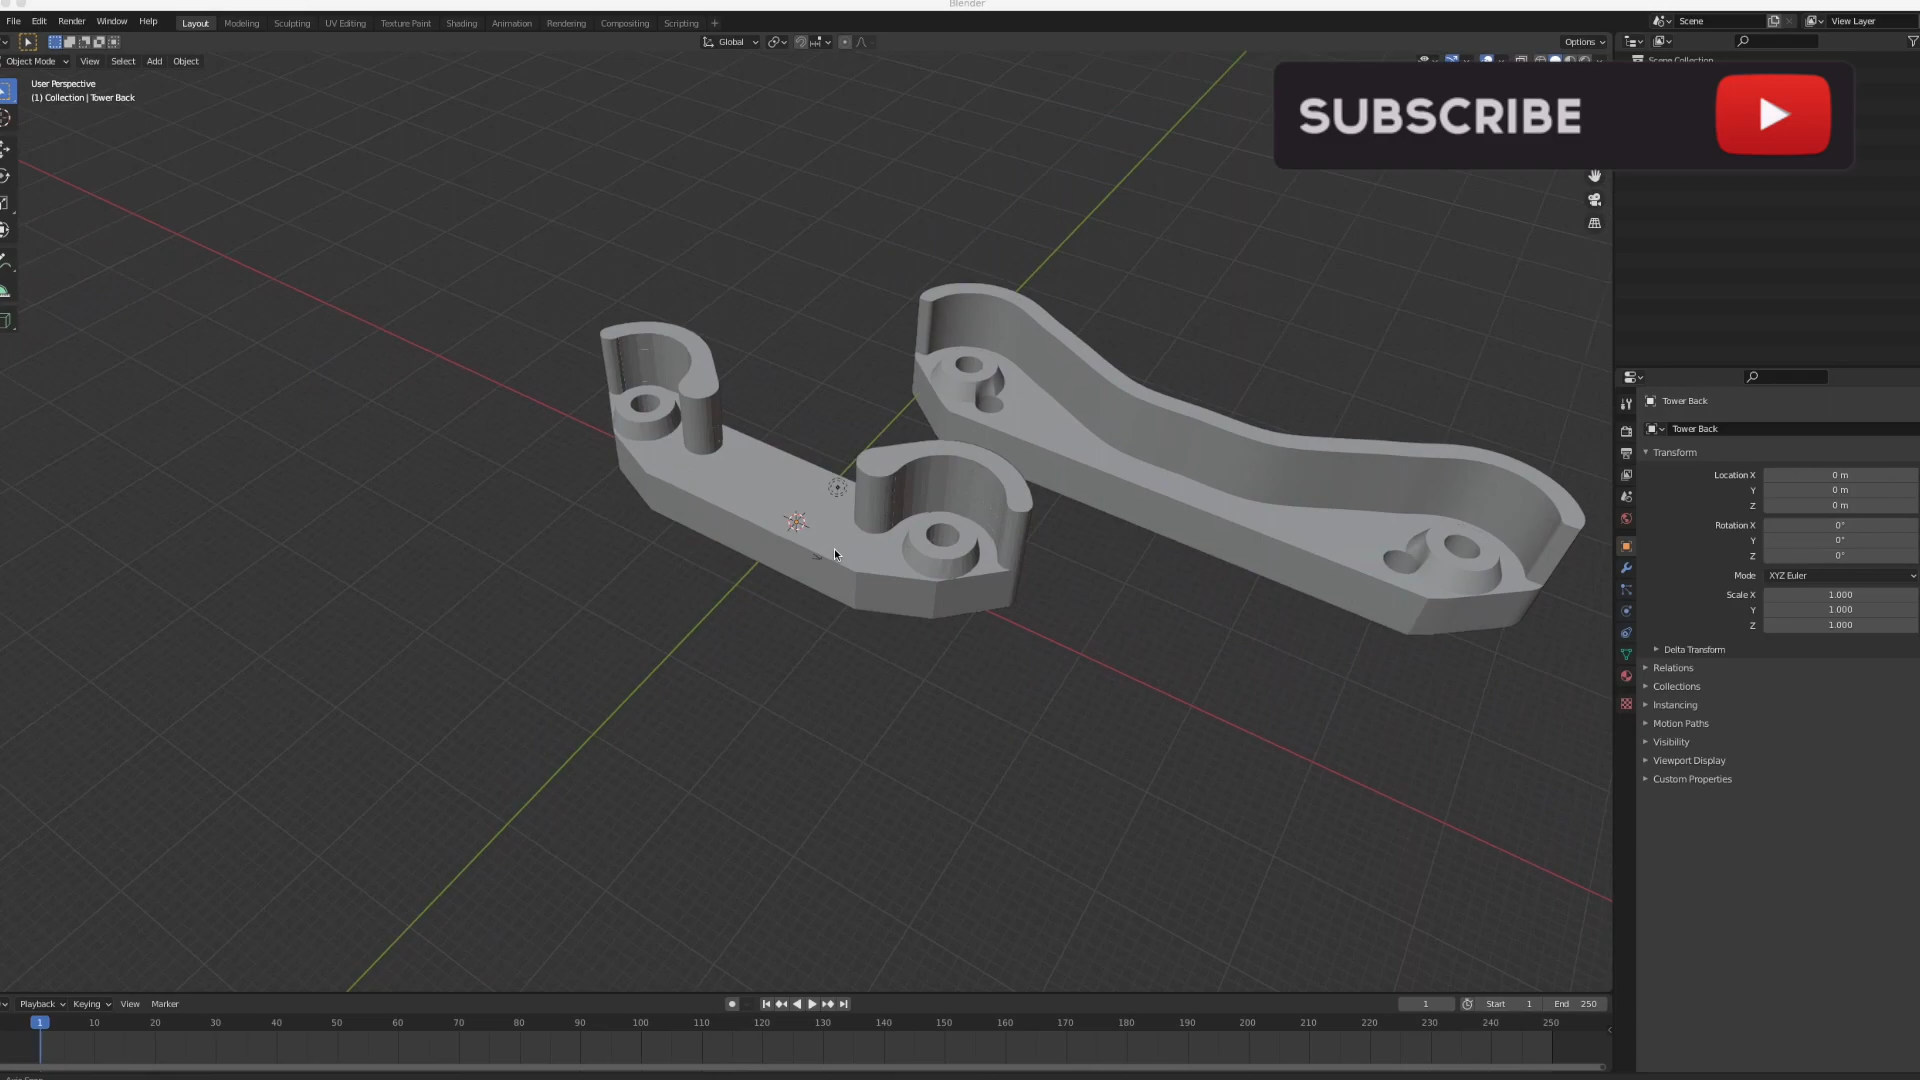 Blender
File Edit Render Window Help Layout Modeling Sculpting UV Editing Texture Paint Shading Animation Rendering Compositing Scripting + Scene View Layer
Global Options
Object Mode View Select Add Object
Scene Collection
User Perspective
(1) Collection | Tower Back
SUBSCRIBE
Tower Back
Tower Back
Transform
Location X 0 m
Y 0 m
Z 0 m
Rotation X 0°
Y 0°
Z 0°
Mode XYZ Euler
Scale X 1.000
Y 1.000
Z 1.000
Delta Transform
Relations
Collections
Instancing
Motion Paths
Visibility
Viewport Display
Custom Properties
Playback Keying View Marker 1 Start 1 End 250
1 10 20 30 40 50 60 70 80 90 100 110 120 130 140 150 160 170 180 190 200 210 220 230 240 250